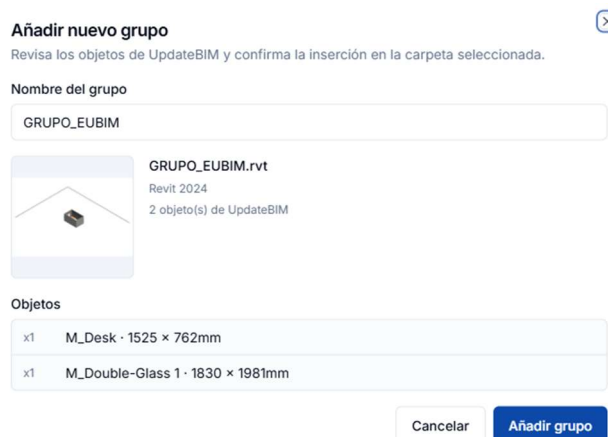 Añadir nuevo grupo
Revisa los objetos de UpdateBIM y confirma la inserción en la carpeta seleccionada.
Nombre del grupo
GRUPO_EUBIM
GRUPO_EUBIM.rvt
Revit 2024
2 objeto(s) de UpdateBIM
Objetos
x1 M_Desk · 1525 × 762mm
x1 M_Double-Glass 1 · 1830 × 1981mm
Cancelar Añadir grupo